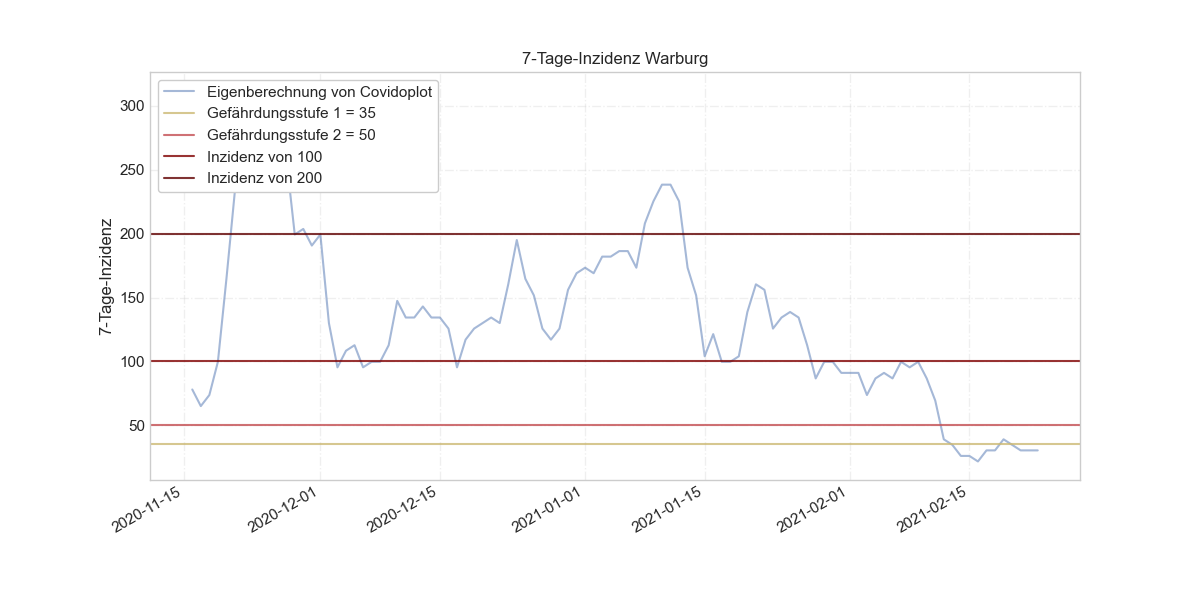 7-Tage-Inzidenz Warburg
Eigenberechnung von Covidoplot
Gefährdungsstufe 1 = 35
Gefährdungsstufe 2 = 50
Inzidenz von 100
Inzidenz von 200
7-Tage-Inzidenz
300
250
200
150
100
50
2020-11-15
2020-12-01
2020-12-15
2021-01-01
2021-01-15
2021-02-01
2021-02-15